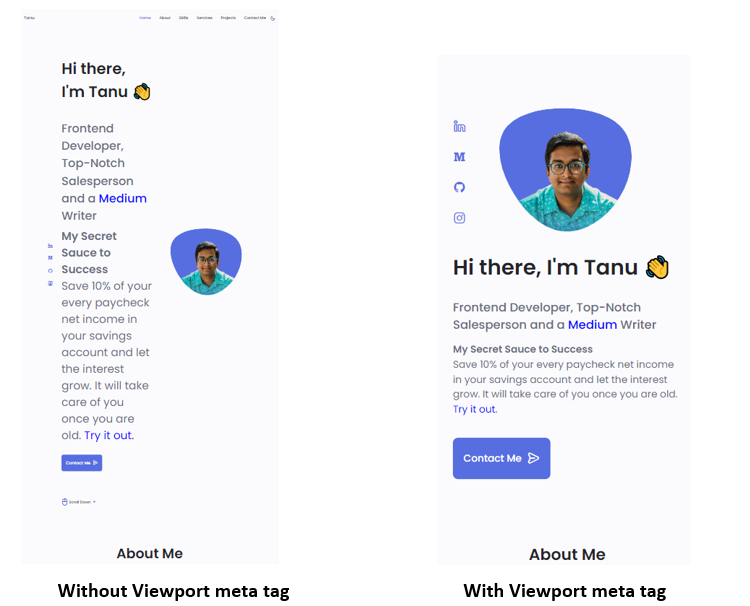 Tanu
Home About Skills Services Projects Contact Me
Hi there,
I'm Tanu
Frontend
Developer,
Top-Notch
Salesperson
and a Medium
Writer
My Secret
Sauce to
Success
Save 10% of your
every paycheck
net income in
your savings
account and let
the interest
grow. It will take
care of you
once you are
old. Try it out.
Contact Me
Scroll Down
About Me
Without Viewport meta tag
in
M
Hi there, I'm Tanu
Frontend Developer, Top-Notch
Salesperson and a Medium Writer
My Secret Sauce to Success
Save 10% of your every paycheck net income
in your savings account and let the interest
grow. It will take care of you once you are old.
Try it out.
Contact Me
About Me
With Viewport meta tag